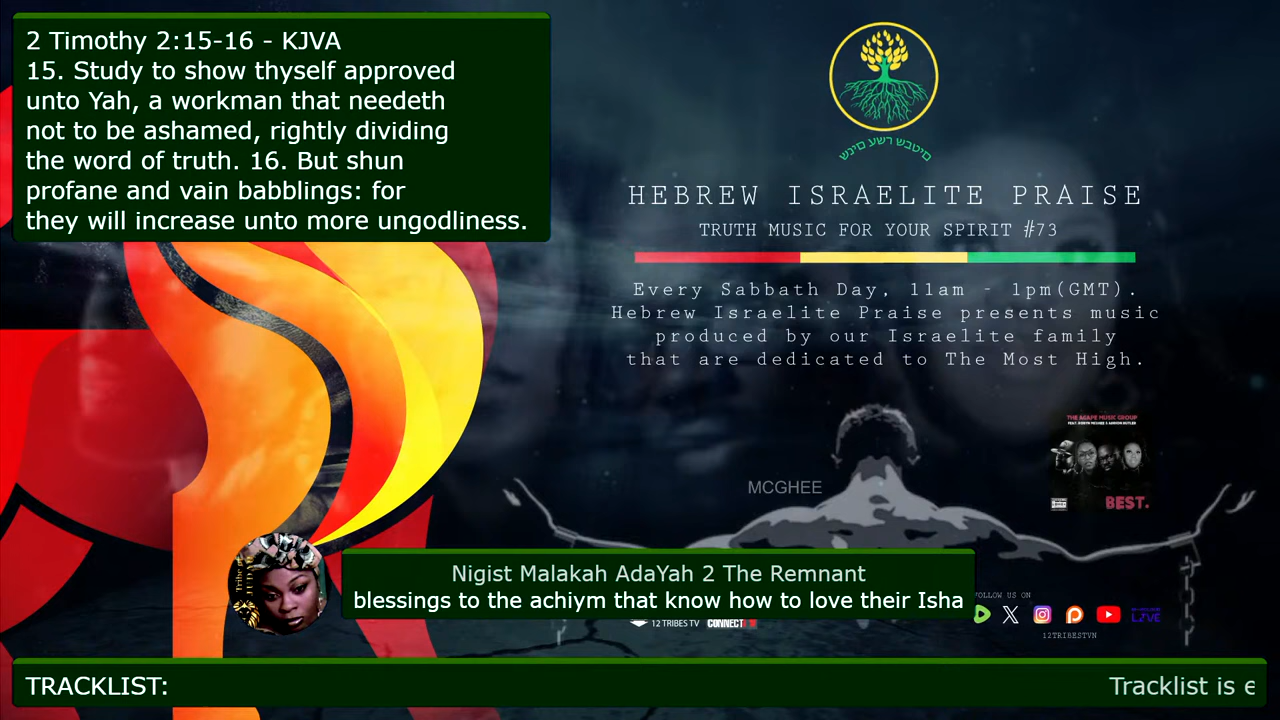 2 Timothy 2:15-16 - KJVA
15. Study to show thyself approved
unto Yah, a workman that needeth
not to be ashamed, rightly dividing
the word of truth. 16. But shun
profane and vain babblings: for
they will increase unto more ungodliness.
שנים עשר שבטים
HEBREW ISRAELITE PRAISE
TRUTH MUSIC FOR YOUR SPIRIT #73
Every Sabbath Day, 11am - 1pm(GMT).
Hebrew Israelite Praise presents music
produced by our Israelite family
that are dedicated to The Most High.
THE AGAPE MUSIC GROUP
BEST.
MCGHEE
Nigist Malakah AdaYah 2 The Remnant
blessings to the achiym that know how to love their Isha
FOLLOW US ON
LIVE
12 TRIBES TV
12TRIBESTVN
TRACKLIST:
Tracklist is e